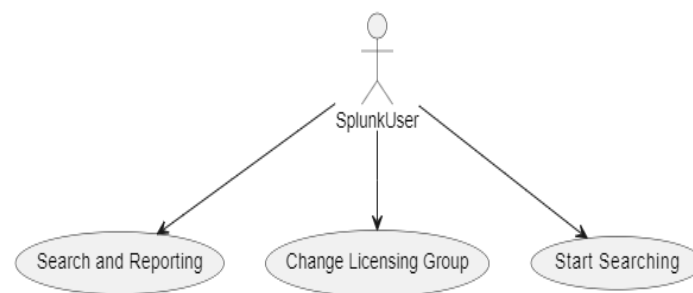 SplunkUser
Search and Reporting
Change Licensing Group
Start Searching